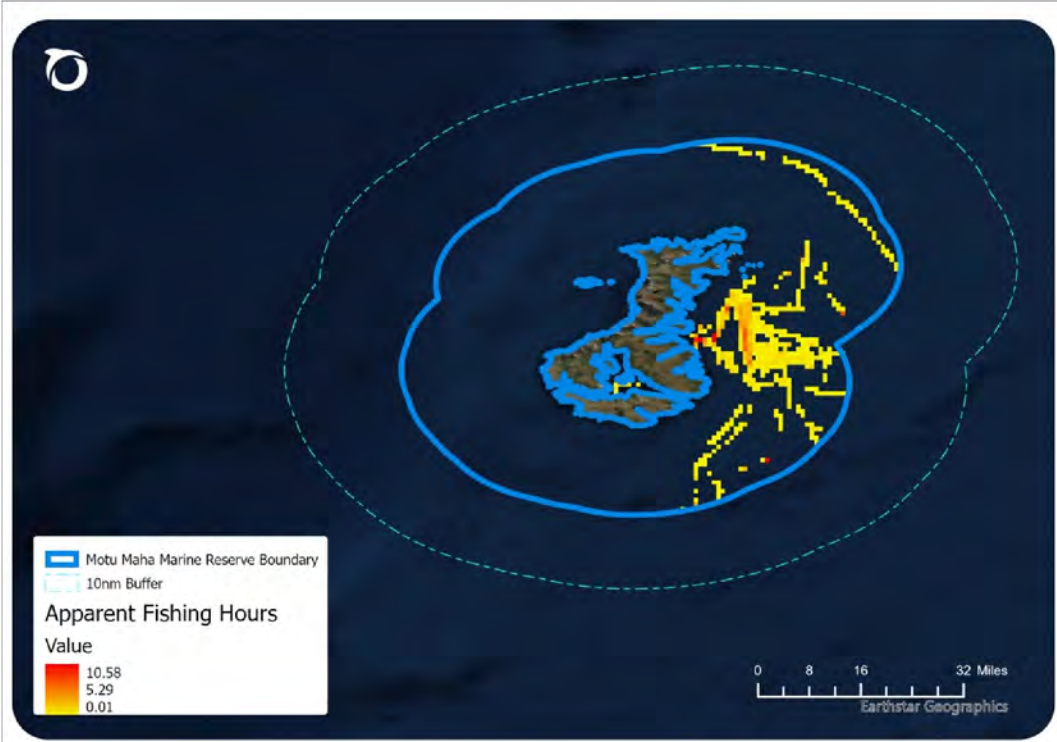 Motu Maha Marine Reserve Boundary
10nm Buffer
Apparent Fishing Hours
Value
10.58
5.29
0.01
0 8 16 32 Miles
Earthstar Geographics